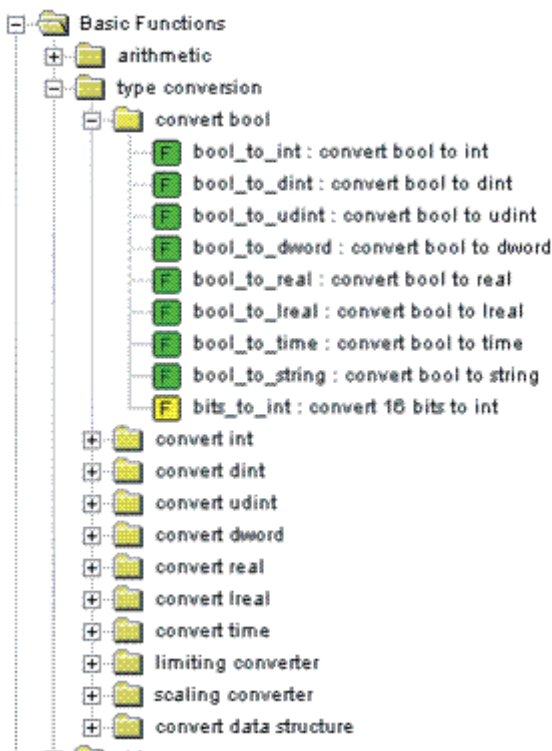 Basic Functions
arithmetic
type conversion
convert bool
F bool_to_int : convert bool to int
F bool_to_dint : convert bool to dint
F bool_to_udint : convert bool to udint
F bool_to_dword : convert bool to dword
F bool_to_real : convert bool to real
F bool_to_lreal : convert bool to lreal
F bool_to_time : convert bool to time
F bool_to_string : convert bool to string
F bits_to_int : convert 16 bits to int
convert int
convert dint
convert udint
convert dword
convert real
convert lreal
convert time
limiting converter
scaling converter
convert data structure